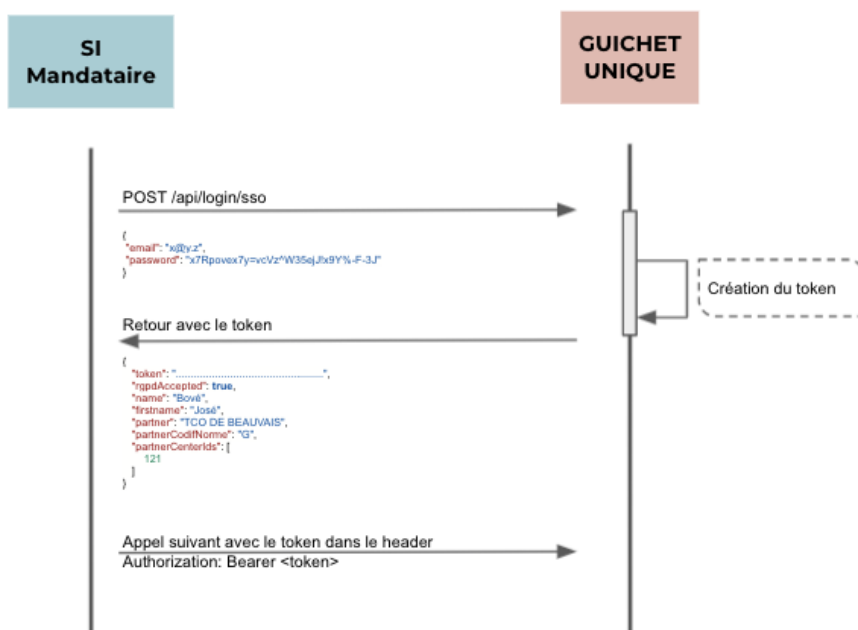 SI
Mandataire
GUICHET
UNIQUE
POST /api/login/sso
{
"email": "x@y.z",
"password": "x7Rpovex7y=vcVz^W35ejJ!x9Y%-F-3J"
}
Création du token
Retour avec le token
{
"token": "....................................................",
"rgpdAccepted": true,
"name": "Bové",
"firstname": "José",
"partner": "TCO DE BEAUVAIS",
"partnerCodifNorme": "G",
"partnerCenterIds": [
121
]
}
Appel suivant avec le token dans le header
Authorization: Bearer <token>